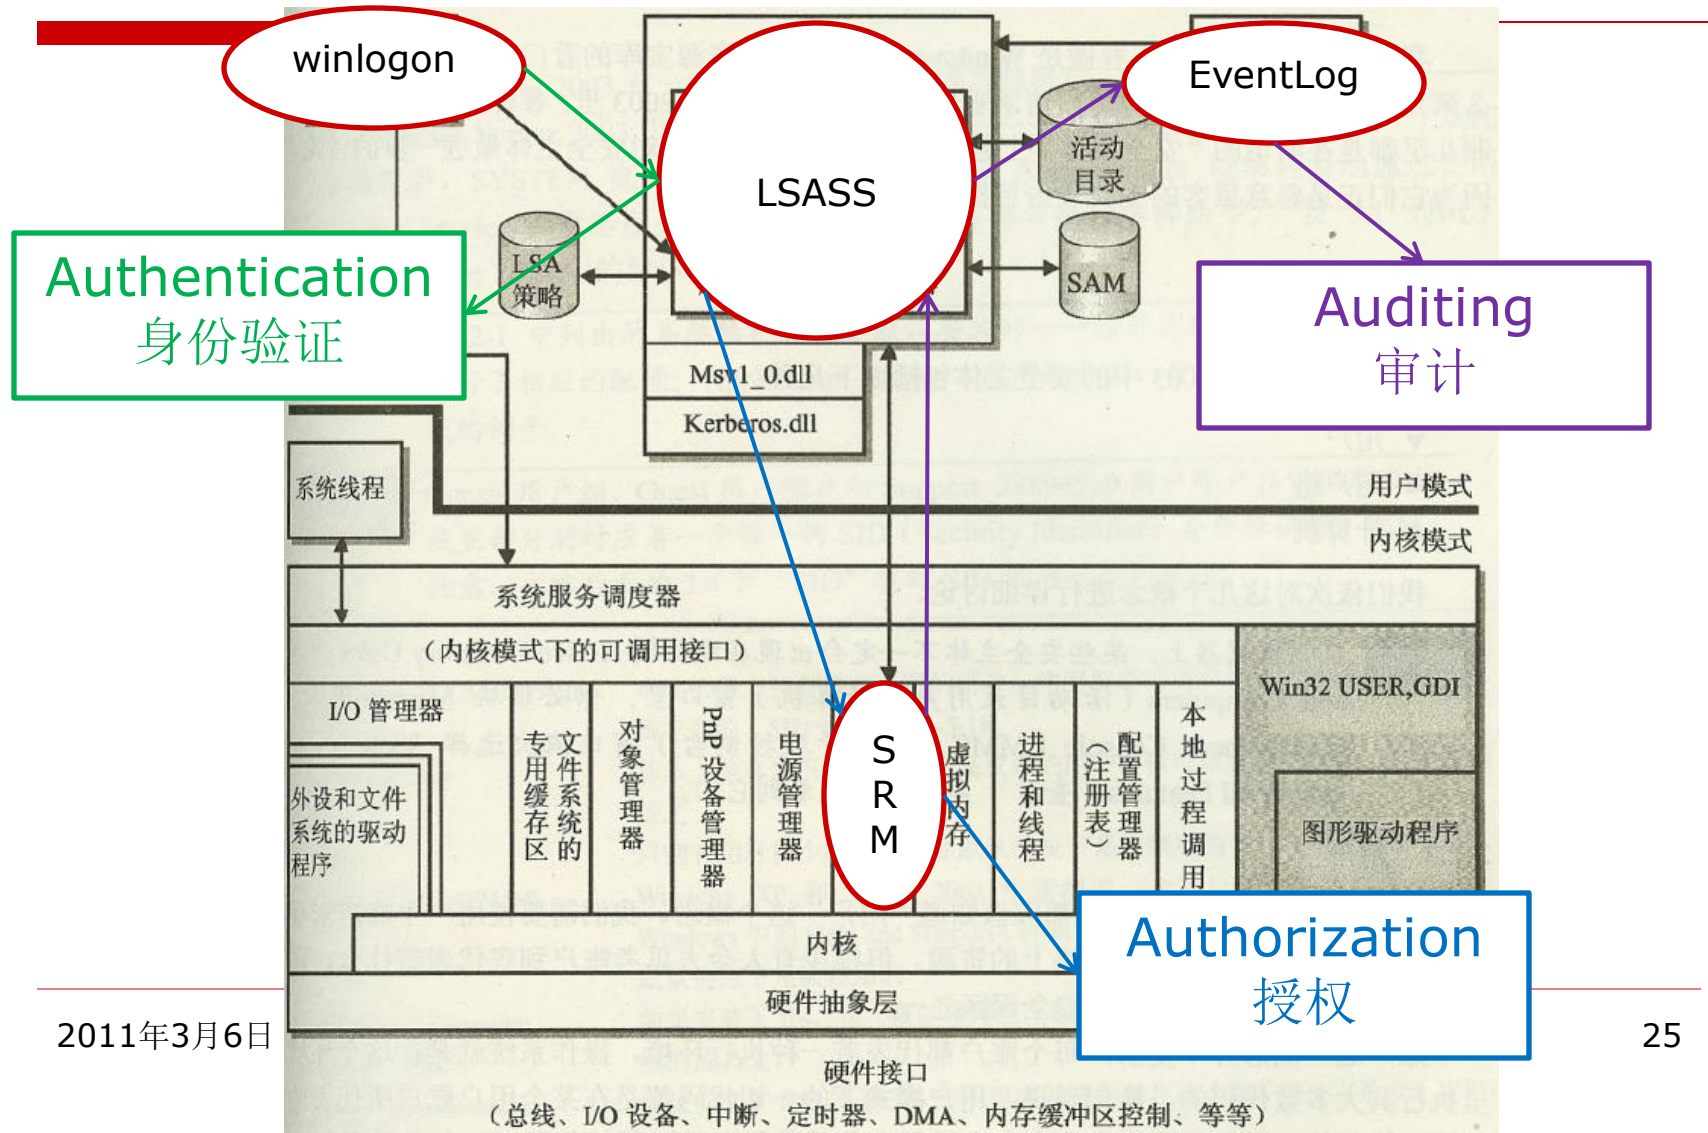 winlogon
LSASS
EventLog
活动
目录
LSA
策略
SAM
Authentication
身份验证
Auditing
审计
Msv1_0.dll
Kerberos.dll
系统线程
用户模式
内核模式
系统服务调度器
(内核模式下的可调用接口)
Win32 USER,GDI
I/O 管理器
外设和文件
系统的驱动
程序
文件系统的
专用缓存区
对象管理器
PnP 设备管理器
电源管理器
S
R
M
虚拟内存
进程和线程
配置管理器
(注册表)
本地过程调用
图形驱动程序
内核
Authorization
授权
硬件抽象层
2011年3月6日
25
硬件接口
(总线、I/O 设备、中断、定时器、DMA、内存缓冲区控制、等等)